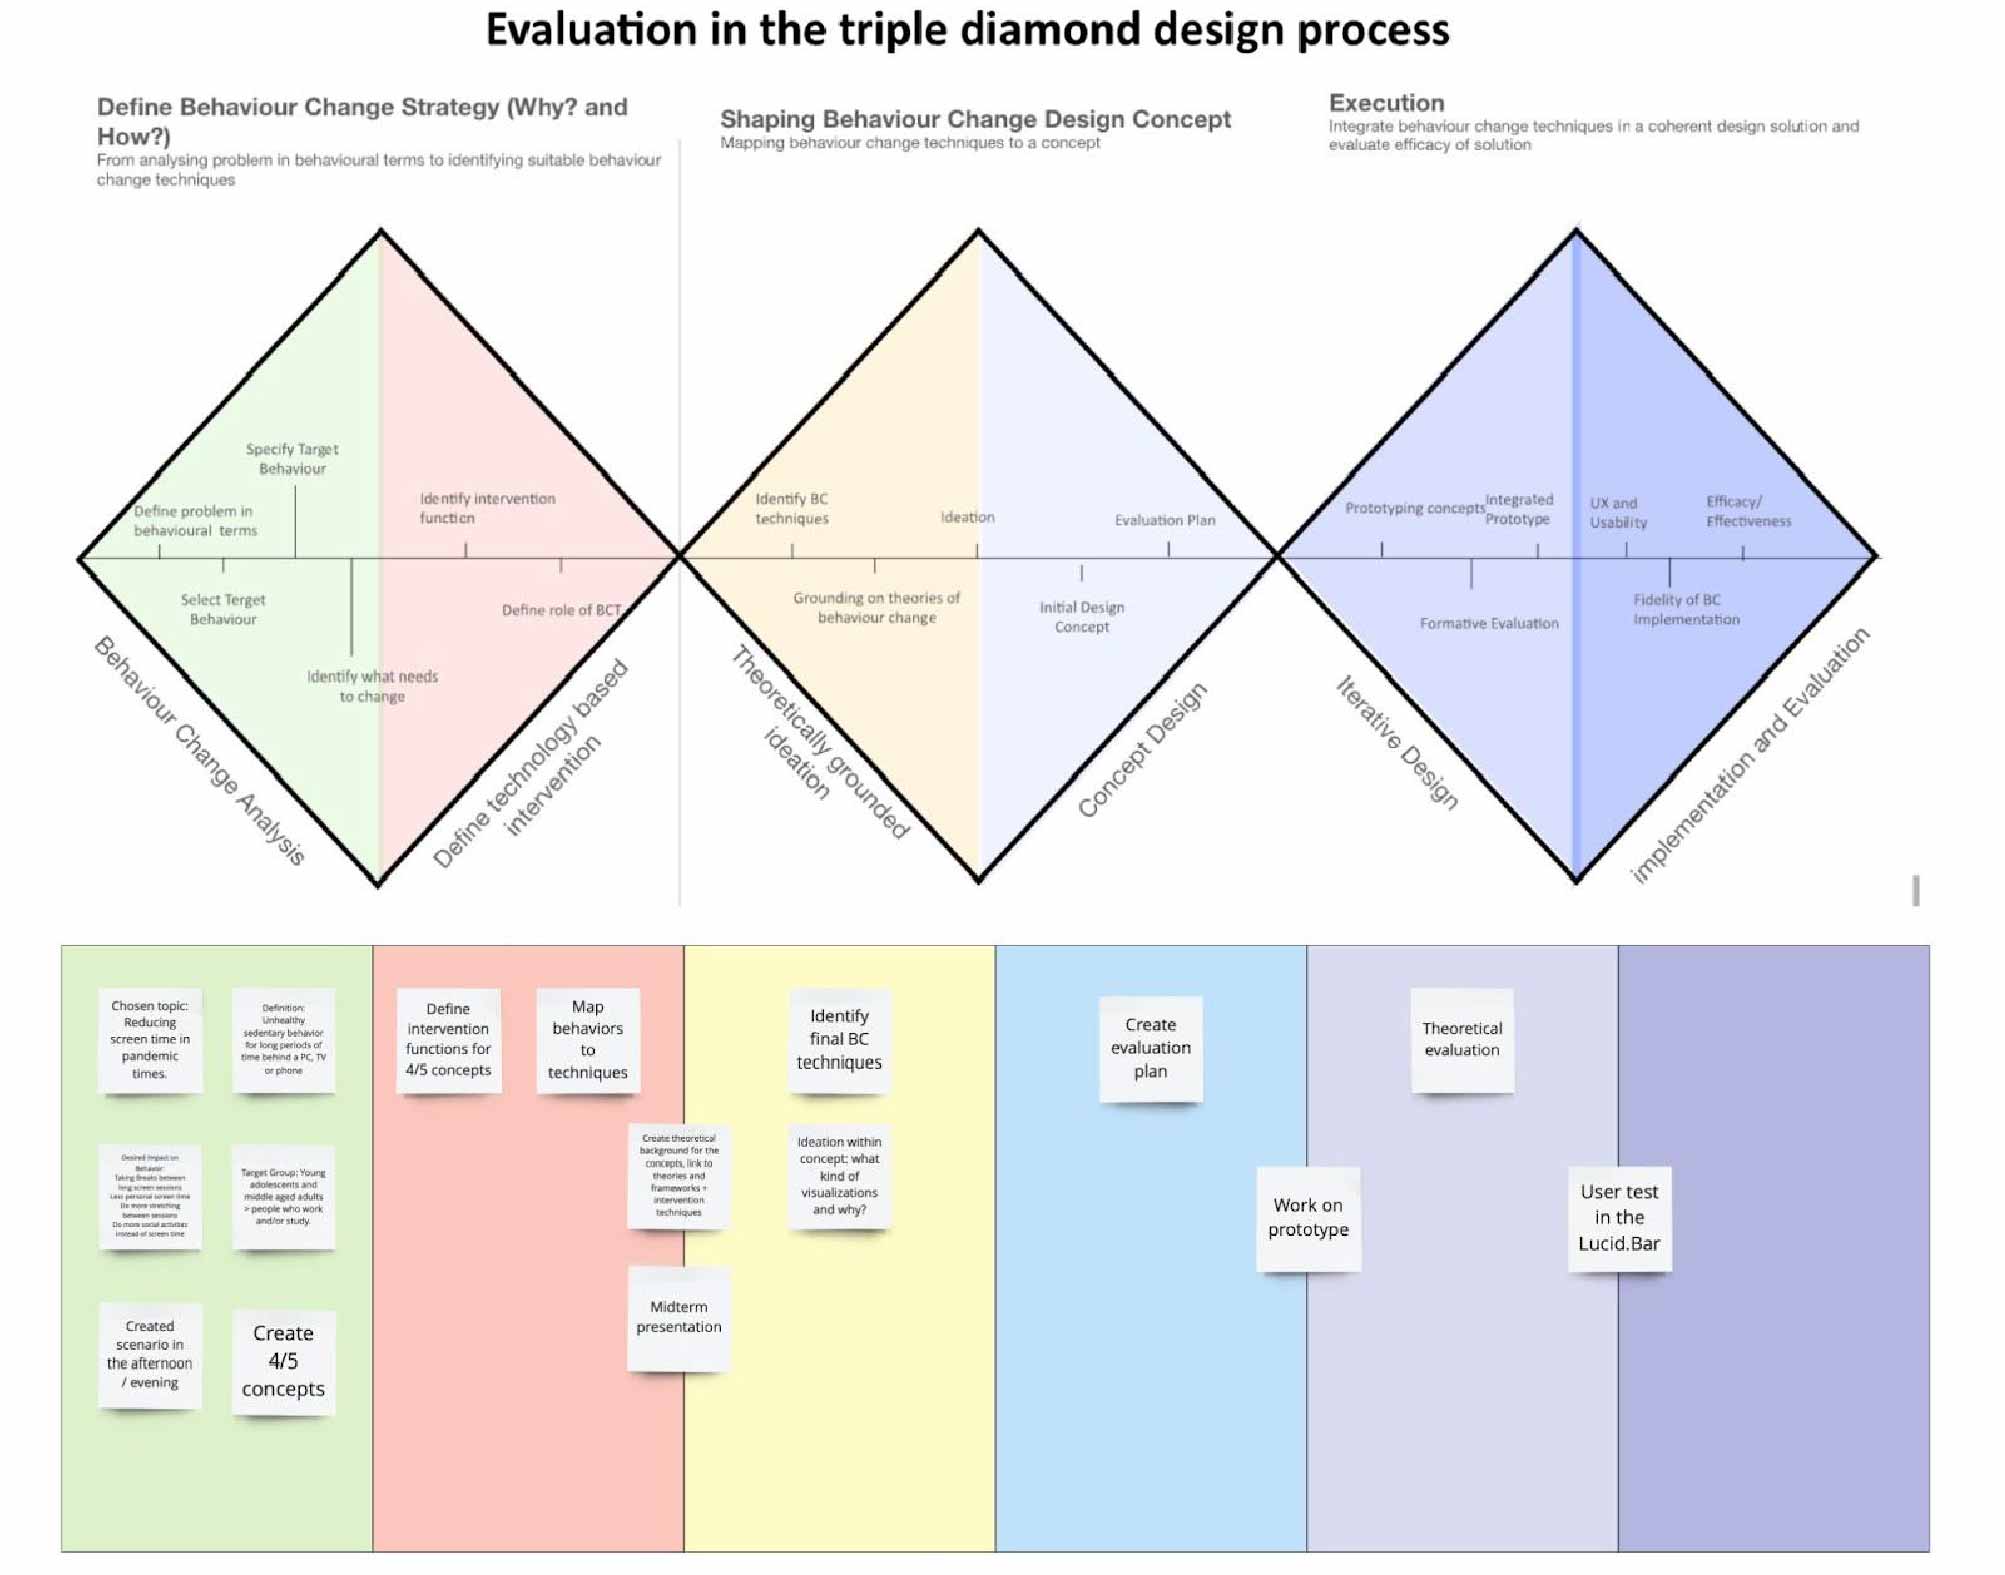 Evaluation in the triple diamond design process
Define Behaviour Change Strategy (Why? and
How?)
From analysing problem in behavioural terms to identifying suitable behaviour
change techniques
Shaping Behaviour Change Design Concept
Mapping behaviour change techniques to a concept
Execution
Integrate behaviour change techniques in a coherent design solution and
evaluate efficacy of solution
Specify Target
Behaviour
Define problem in
behavioural terms
Select Terget
Behaviour
Identify what needs
to change
Identify intervention
function
Define role of BCT
Behaviour Change Analysis
Define technology based
intervention
Identify BC
techniques
Ideation
Evaluation Plan
Grounding on theories of
behaviour change
Initial Design
Concept
Theoretically grounded
ideation
Concept Design
Prototyping concepts
Integrated
Prototype
UX and
Usability
Efficacy/
Effectiveness
Formative Evaluation
Fidelity of BC
Implementation
Iterative Design
implementation and Evaluation
Chosen topic:
Reducing
screen time in
pandemic
times.
Definition:
Unhealthy
sedentary behavior
for long periods of
time behind a PC, TV
or phone
Desired impact on
Behavior:
Taking Breaks between
long screen sessions
Less personal screen time
Do more stretching
between sessions
Do more social activities
instead of screen time
Target Group: Young
adolescents and
middle aged adults
> people who work
and/or study.
Created
scenario in
the afternoon
/ evening
Create
4/5
concepts
Define
intervention
functions for
4/5 concepts
Map
behaviors
to
techniques
Create theoretical
background for the
concepts, link to
theories and
frameworks +
intervention
techniques
Midterm
presentation
Identify
final BC
techniques
Ideation within
concept; what
kind of
visualizations
and why?
Create
evaluation
plan
Work on
prototype
Theoretical
evaluation
User test
in the
Lucid.Bar